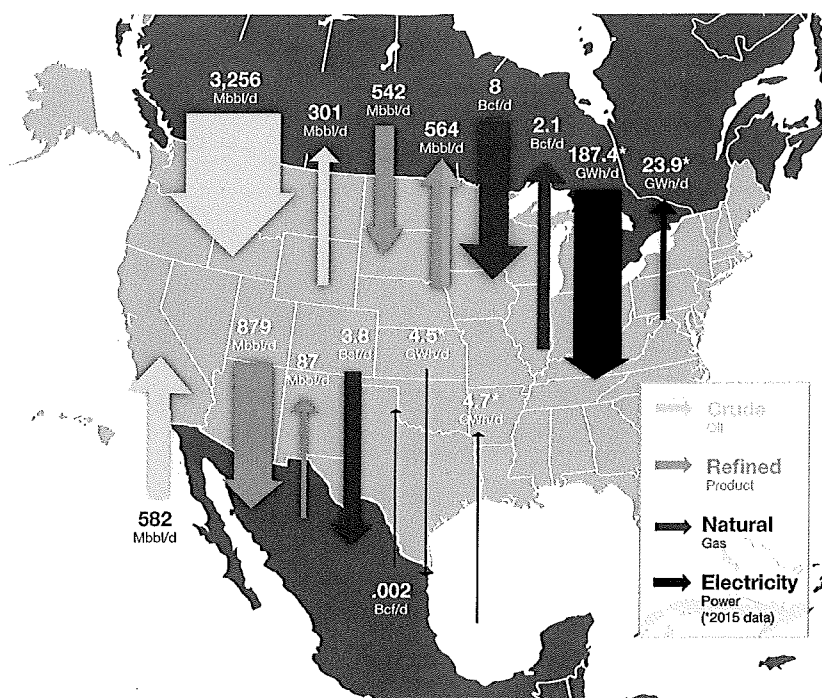 3,256
Mbbl/d
301
Mbbl/d
542
Mbbl/d
564
Mbbl/d
8
Bcf/d
2.1
Bcf/d
187.4*
GWh/d
23.9*
GWh/d
879
Mbbl/d
87
Mbbl/d
3.8
Bcf/d
4.5*
GWh/d
4.7*
GWh/d
582
Mbbl/d
.002
Bcf/d
Crude
Oil
Refined
Product
Natural
Gas
Electricity
Power
(*2015 data)